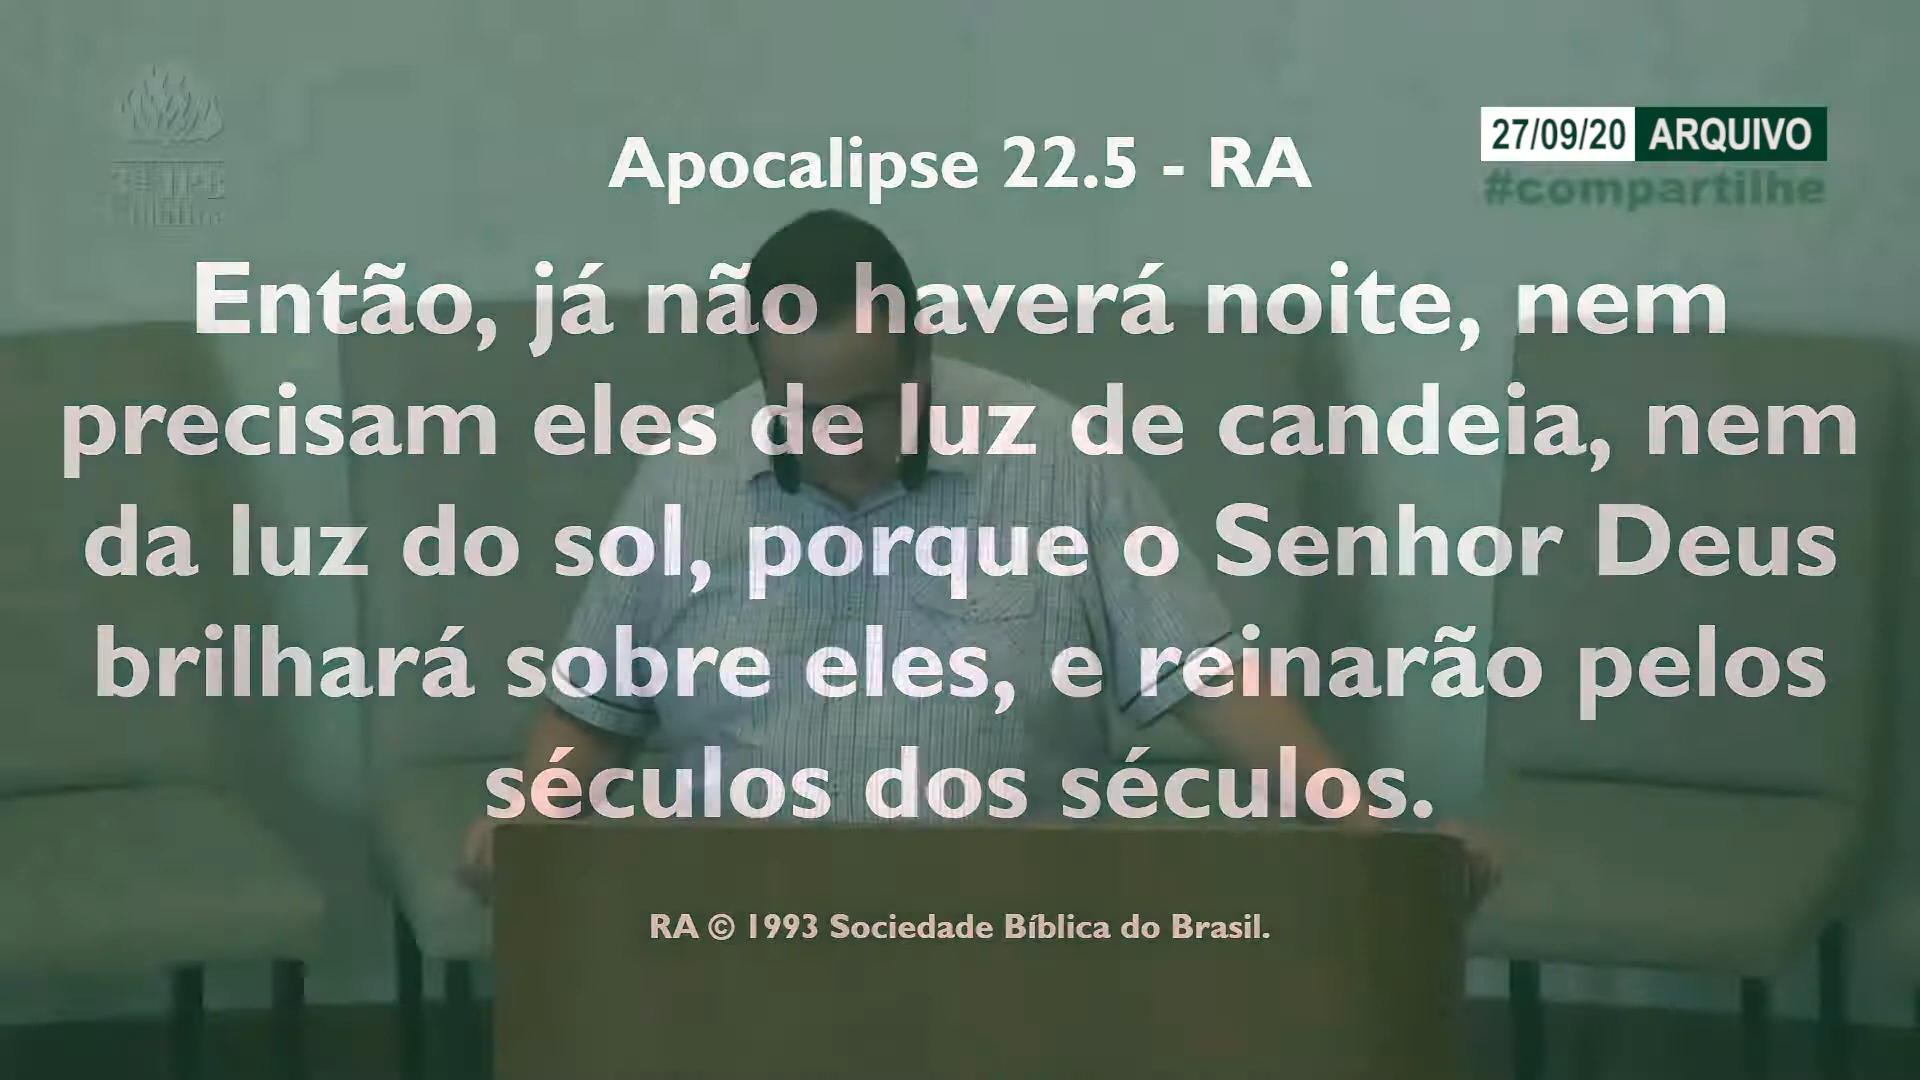 27/09/20 ARQUIVO
#compartilhe
Apocalipse 22.5 - RA
Então, já não haverá noite, nem
precisam eles de luz de candeia, nem
da luz do sol, porque o Senhor Deus
brilhará sobre eles, e reinarão pelos
séculos dos séculos.
RA © 1993 Sociedade Bíblica do Brasil.